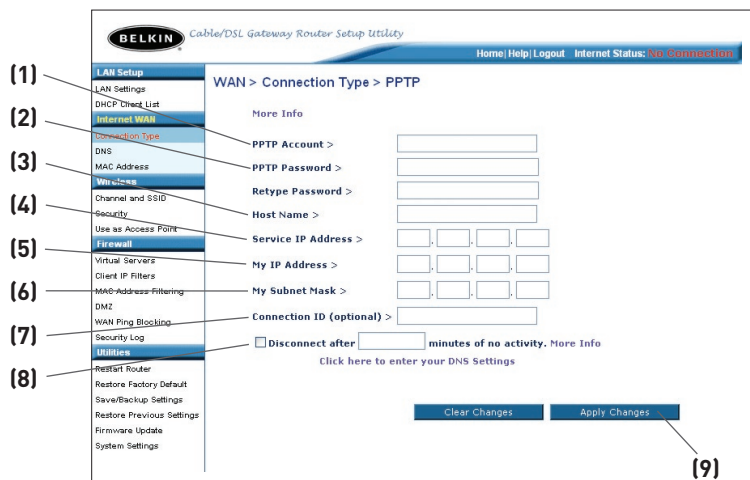 BELKIN
Cable/DSL Gateway Router Setup Utility
Home|Help|Logout Internet Status: No Connection
LAN Setup
LAN Settings
DHCP Client List
Internet WAN
Connection Type
DNS
MAC Address
Wireless
Channel and SSID
Security
Use as Access Point
Firewall
Virtual Servers
Client IP Filters
MAC Address Filtering
DMZ
WAN Ping Blocking
Security Log
Utilities
Restart Router
Restore Factory Default
Save/Backup Settings
Restore Previous Settings
Firmware Update
System Settings
WAN > Connection Type > PPTP
More Info
(1) PPTP Account >
(2) PPTP Password >
Retype Password >
(3) Host Name >
(4) Service IP Address > . . .
(5) My IP Address > . . .
(6) My Subnet Mask > . . .
(7) Connection ID (optional) >
(8) Disconnect after minutes of no activity. More Info
Click here to enter your DNS Settings
Clear Changes Apply Changes
(9)